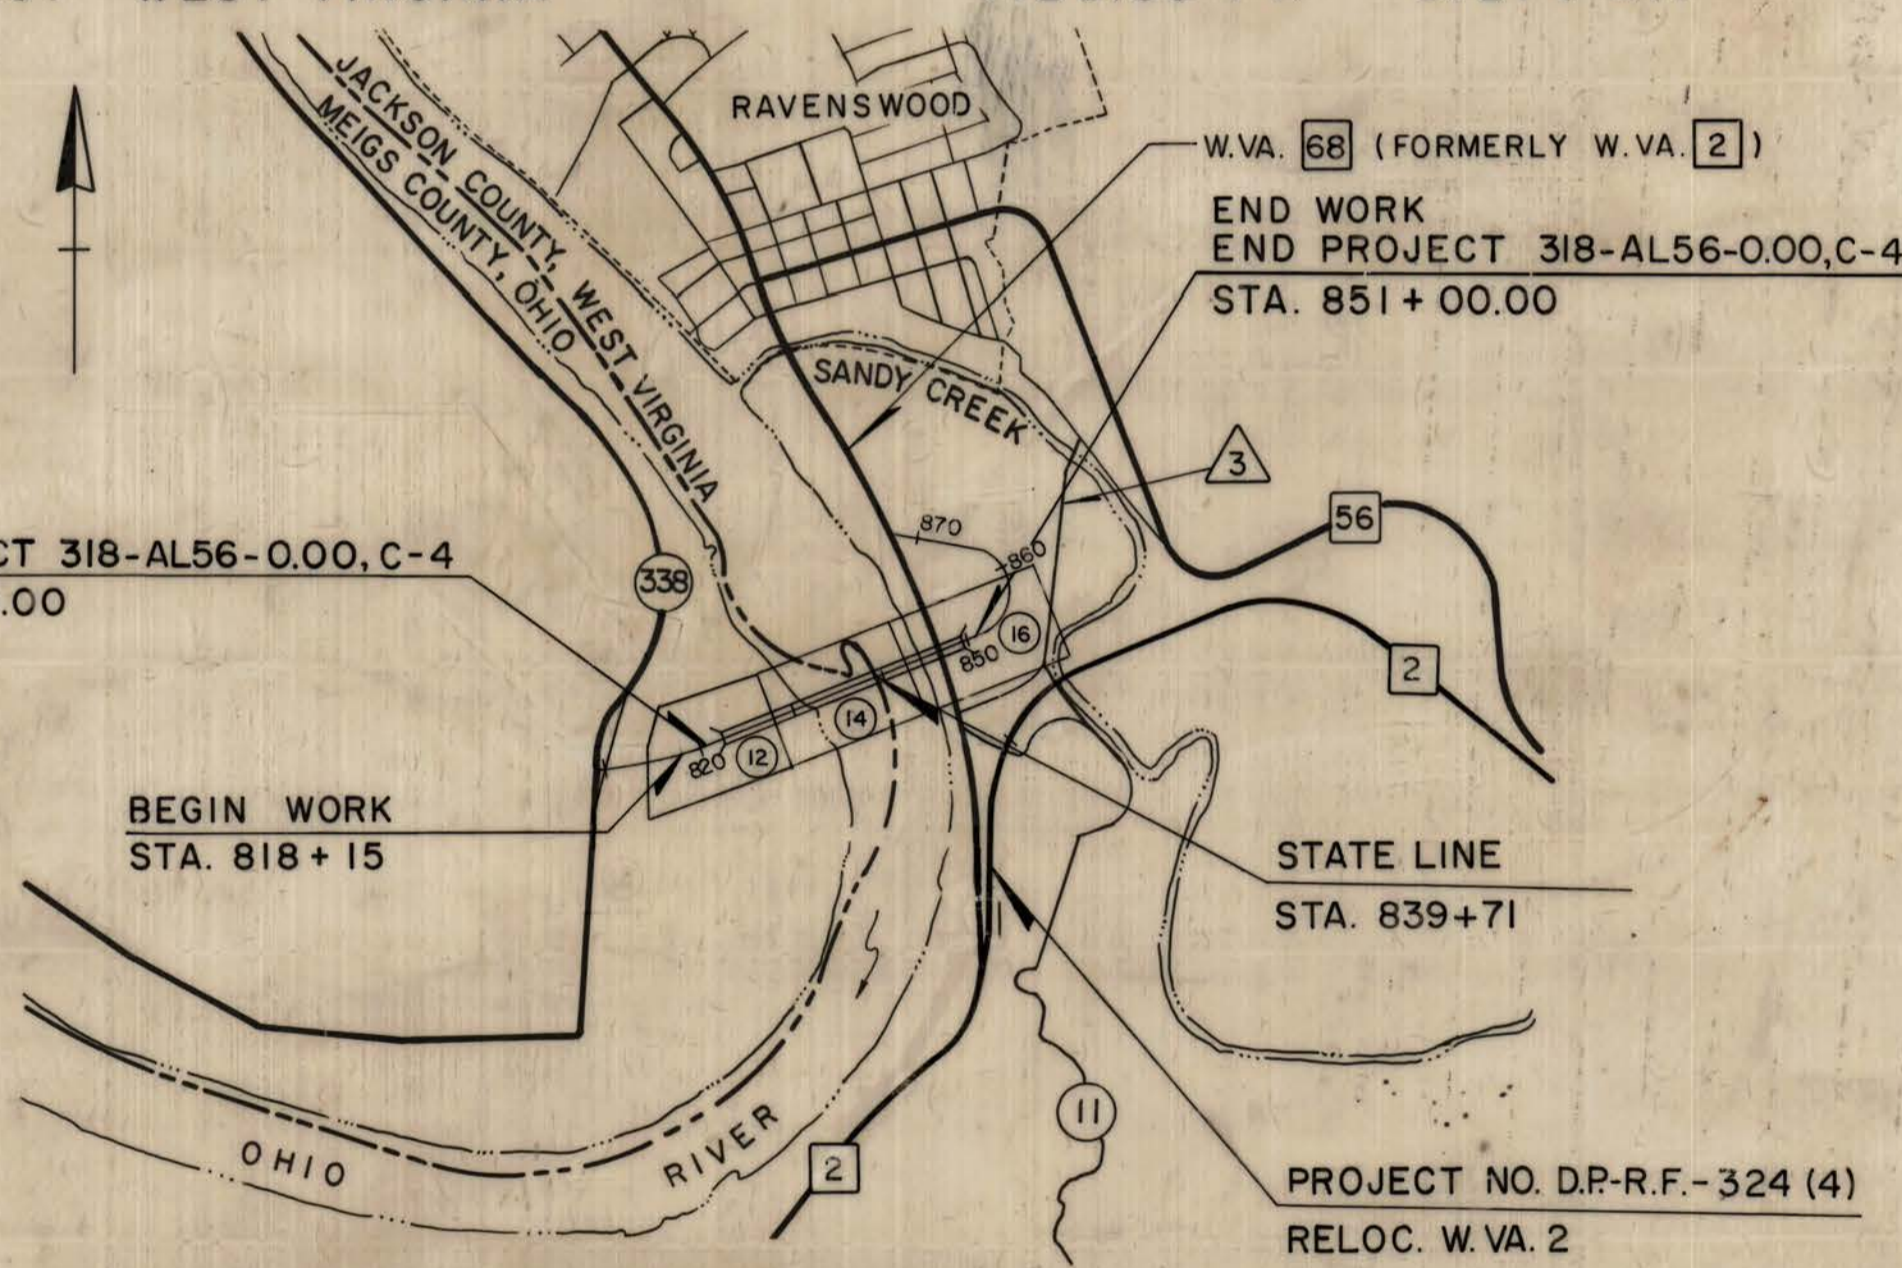 RAVENSWOOD
JACKSON COUNTY, WEST VIRGINIA
MEIGS COUNTY, OHIO
W.VA. 68 (FORMERLY W.VA. 2)
END WORK
END PROJECT 318-AL56-0.00, C-4
STA. 851+00.00
SANDY CREEK
3
56
870
860
CT 318-AL56-0.00, C-4
.00
338
16
850
2
14
12
820
BEGIN WORK
STA. 818+15
STATE LINE
STA. 839+71
11
OHIO RIVER
2
PROJECT NO. D.P.-R.F.-324 (4)
RELOC. W. VA. 2